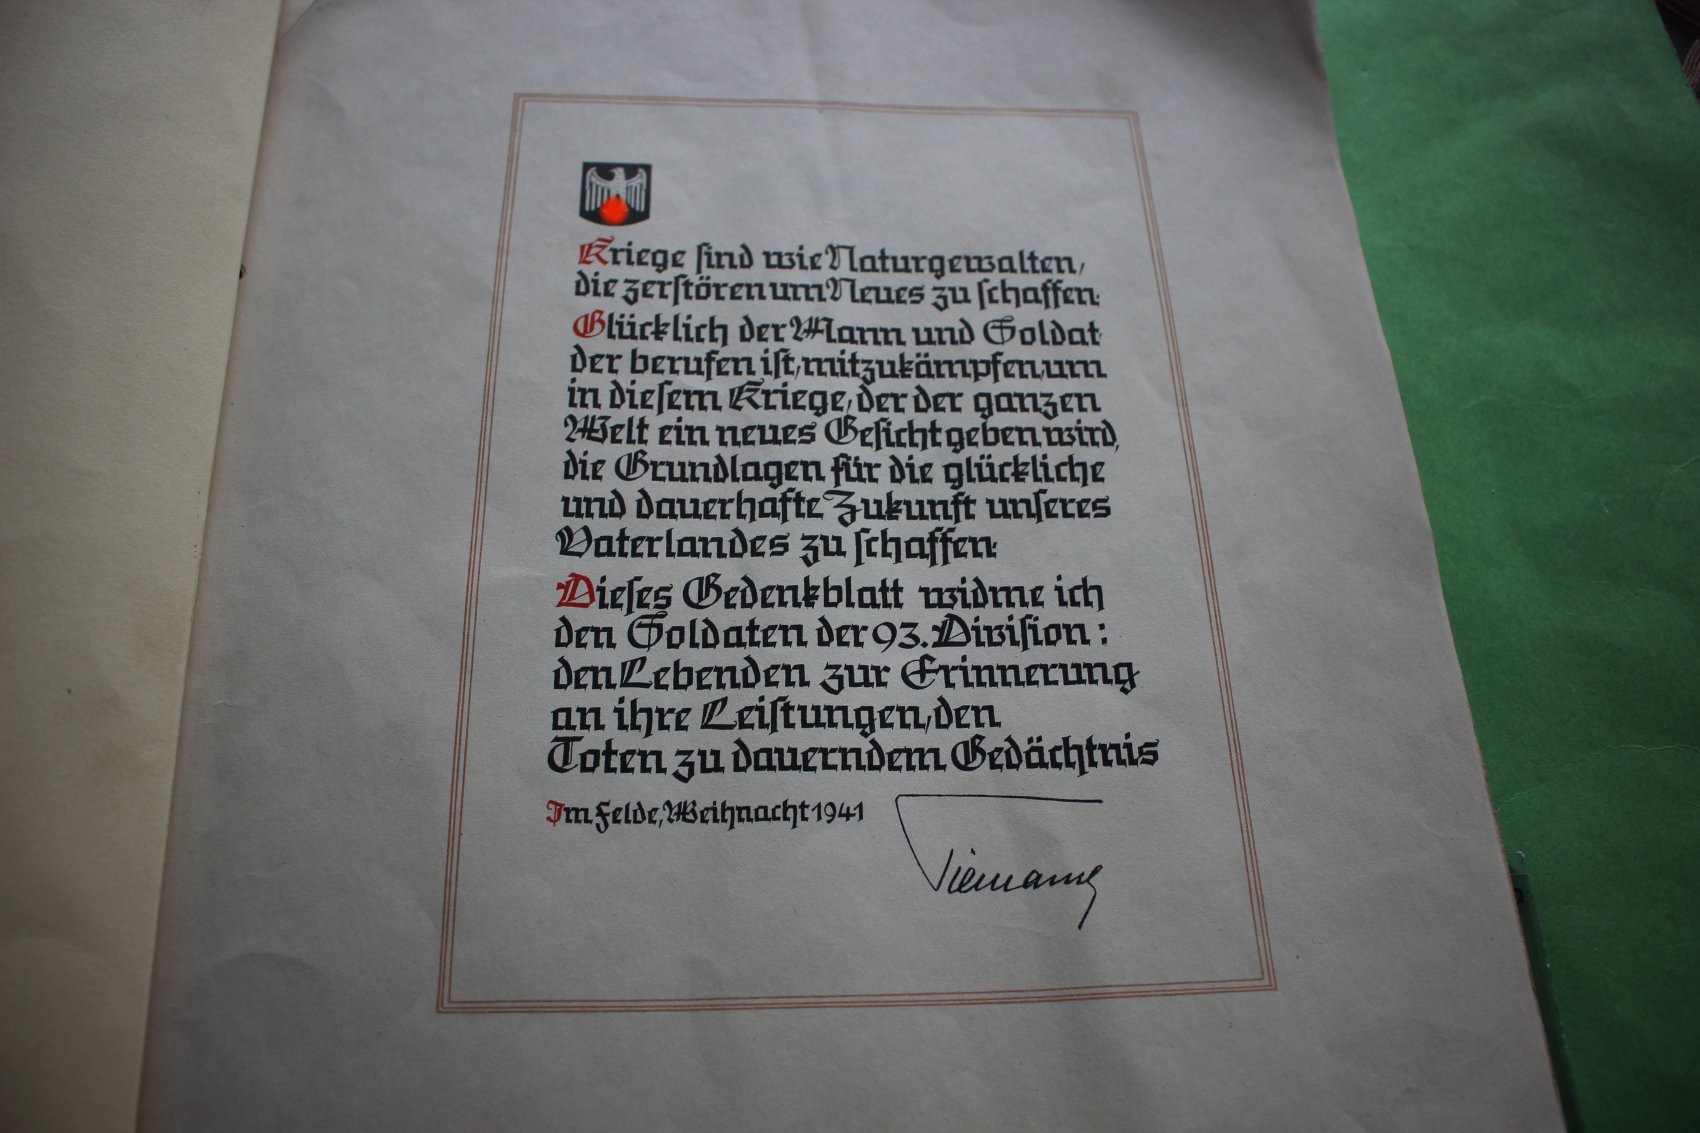 Kriege sind wie Naturgewalten,
die zerstören um Neues zu schaffen.
Glücklich der Mann und Soldat
der berufen ist, mitzukämpfen, um
in diesem Kriege, der der ganzen
Welt ein neues Gesicht geben wird,
die Grundlagen für die glückliche
und dauerhafte Zukunft unseres
Vaterlandes zu schaffen.
Dieses Gedenkblatt widme ich
den Soldaten der 93. Division:
den Lebenden zur Erinnerung
an ihre Leistungen, den
Toten zu dauerndem Gedächtnis
Im Felde, Weihnacht 1941
Tiemann